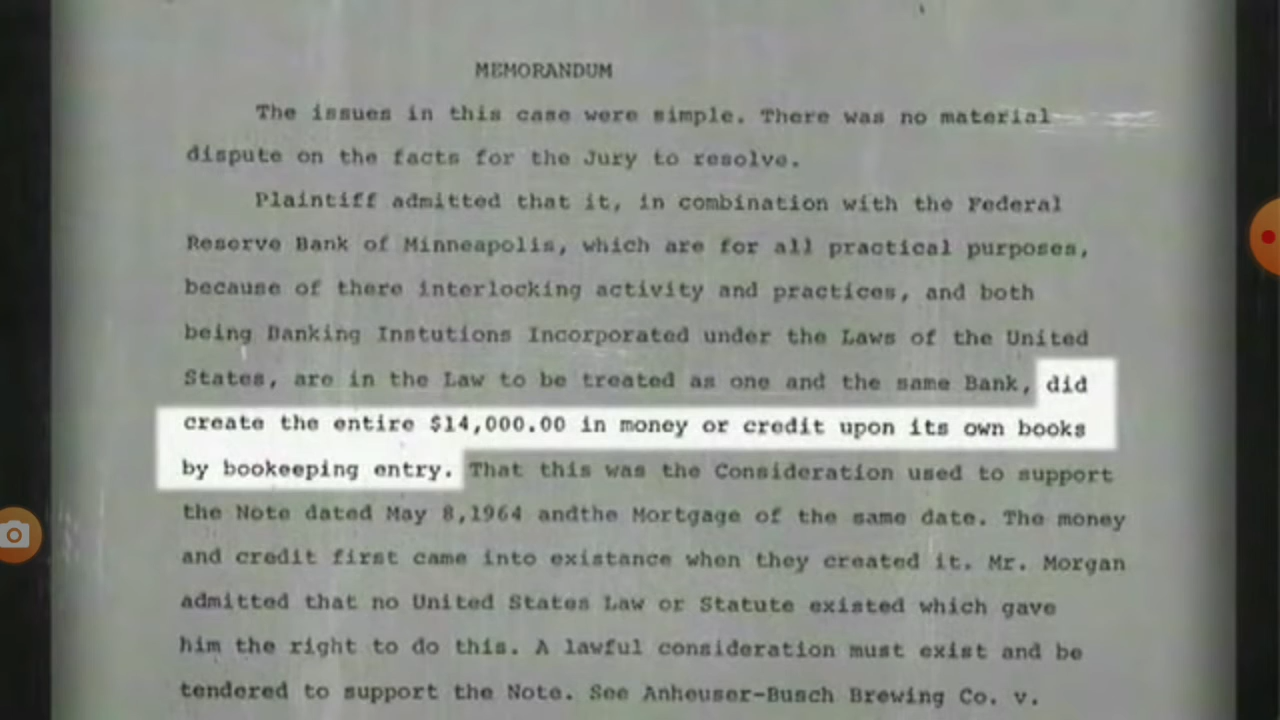 MEMORANDUM
The issues in this case were simple. There was no material
dispute on the facts for the Jury to resolve.
Plaintiff admitted that it, in combination with the Federal
Reserve Bank of Minneapolis, which are for all practical purposes,
because of there interlocking activity and practices, and both
being Banking Instutions Incorporated under the Laws of the United
States, are in the Law to be treated as one and the same Bank, did
create the entire $14,000.00 in money or credit upon its own books
by bookeeping entry. That this was the Consideration used to support
the Note dated May 8,1964 andthe Mortgage of the same date. The money
and credit first came into existance when they created it. Mr. Morgan
admitted that no United States Law or Statute existed which gave
him the right to do this. A lawful consideration must exist and be
tendered to support the Note. See Anheuser-Busch Brewing Co. v.